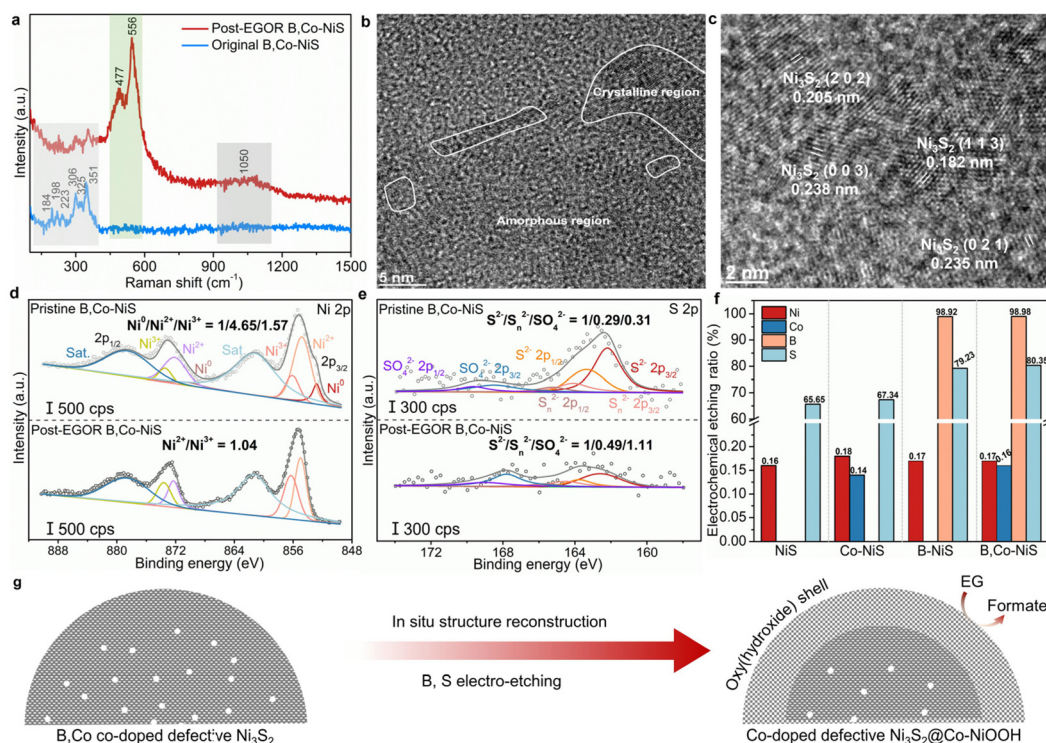 a
Post-EGOR B,Co-NiS
Original B,Co-NiS
556
477
1050
184
198
223
306
325
351
Intensity (a.u.)
300
600
900
1200
1500
Raman shift (cm⁻¹)
b
Crystalline region
Amorphous region
5 nm
c
Ni₃S₂ (2 0 2)
0.205 nm
Ni₃S₂ (1 1 3)
0.182 nm
Ni₃S₂ (0 0 3)
0.238 nm
Ni₃S₂ (0 2 1)
0.235 nm
2 nm
d
Pristine B,Co-NiS
Ni 2p
Ni⁰/Ni²⁺/Ni³⁺ = 1/4.65/1.57
Sat.
2p₁/₂
Ni³⁺
Ni²⁺
Ni⁰
Sat.
Ni³⁺
Ni²⁺
2p₃/₂
Ni⁰
I 500 cps
Post-EGOR B,Co-NiS
Ni²⁺/Ni³⁺ = 1.04
I 500 cps
Intensity (a.u.)
888
880
872
864
856
848
Binding energy (eV)
e
Pristine B,Co-NiS
S 2p
S²⁻/Sₙ²⁻/SO₄²⁻ = 1/0.29/0.31
SO₄²⁻ 2p₁/₂
SO₄²⁻ 2p₃/₂
S²⁻ 2p₁/₂
S²⁻ 2p₃/₂
Sₙ²⁻ 2p₁/₂
Sₙ²⁻ 2p₃/₂
I 300 cps
Post-EGOR B,Co-NiS
S²⁻/Sₙ²⁻/SO₄²⁻ = 1/0.49/1.11
I 300 cps
Intensity (a.u.)
172
168
164
160
Binding energy (eV)
f
Ni
Co
B
S
Electrochemical etching ratio (%)
100
90
80
70
60
0.20
0.15
0.10
0.05
0.00
0.16
65.65
0.18
0.14
67.34
0.17
98.92
79.23
0.17
0.16
98.98
80.35
NiS
Co-NiS
B-NiS
B,Co-NiS
g
B,Co co-doped defective Ni₃S₂
In situ structure reconstruction
B, S electro-etching
Oxy(hydroxide) shell
EG
Formate
Co-doped defective Ni₃S₂@Co-NiOOH